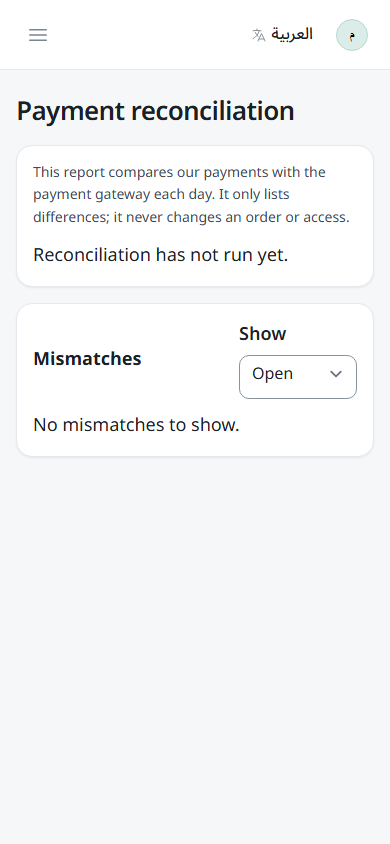 العربية
م
Payment reconciliation
This report compares our payments with the
payment gateway each day. It only lists
differences; it never changes an order or access.
Reconciliation has not run yet.
Show
Mismatches
Open
No mismatches to show.